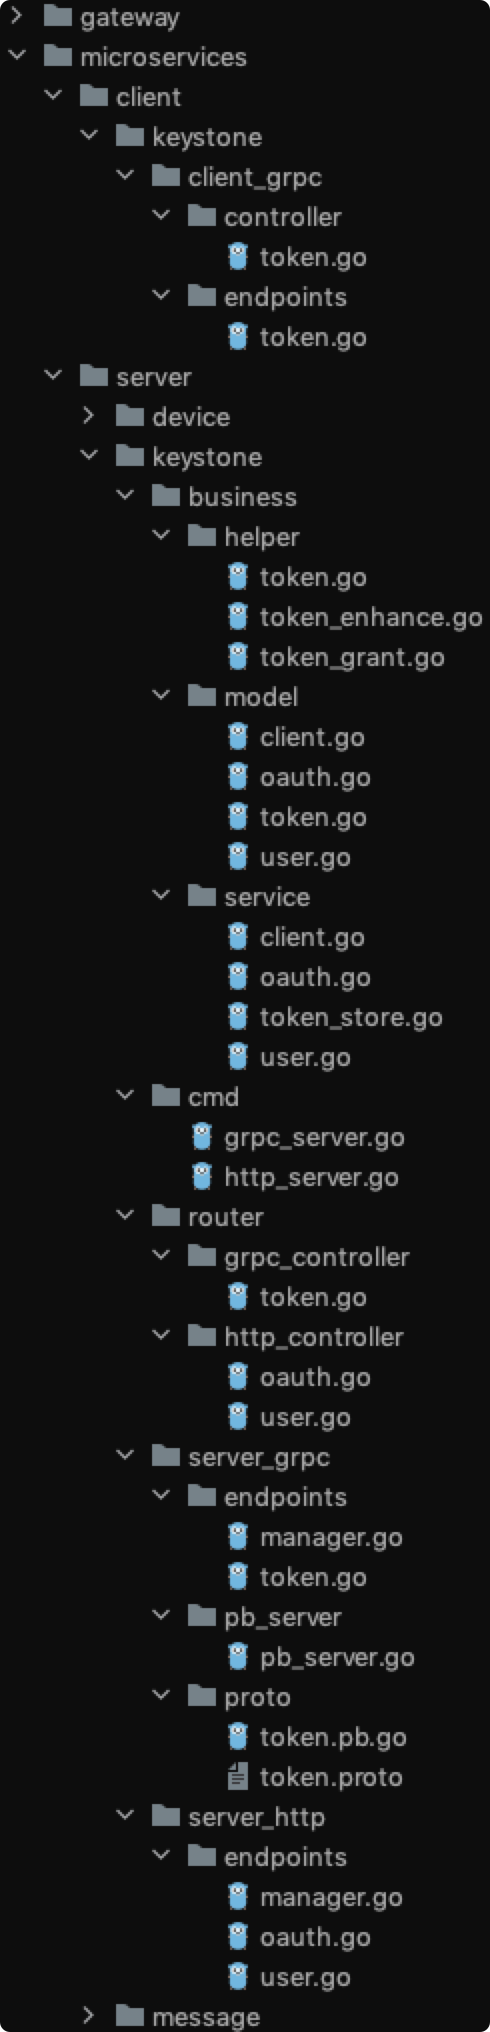 gateway
microservices
client
keystone
client_grpc
controller
token.go
endpoints
token.go
server
device
keystone
business
helper
token.go
token_enhance.go
token_grant.go
model
client.go
oauth.go
token.go
user.go
service
client.go
oauth.go
token_store.go
user.go
cmd
grpc_server.go
http_server.go
router
grpc_controller
token.go
http_controller
oauth.go
user.go
server_grpc
endpoints
manager.go
token.go
pb_server
pb_server.go
proto
token.pb.go
token.proto
server_http
endpoints
manager.go
oauth.go
user.go
message